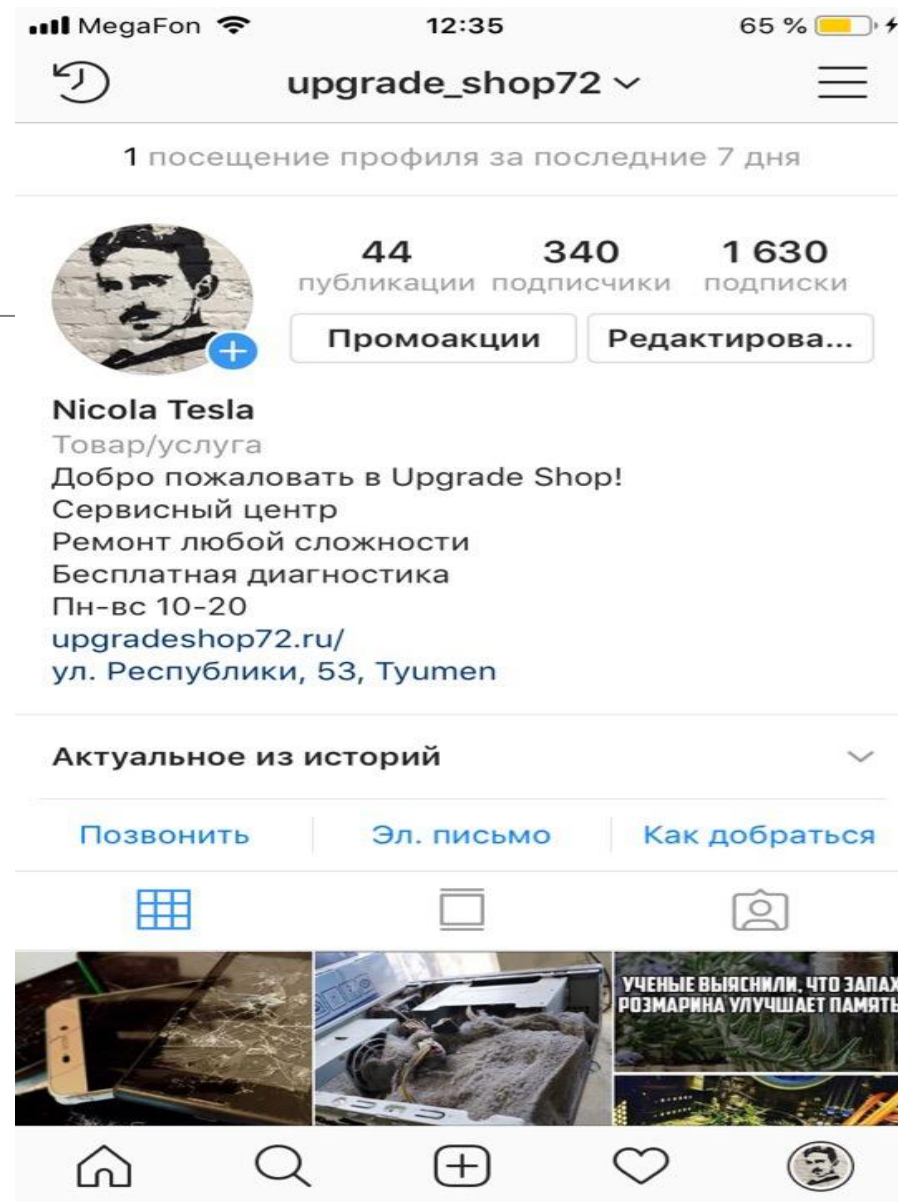 MegaFon 12:35 65 %
upgrade_shop72
1 посещение профиля за последние 7 дня
44 340 1 630
публикации подписчики подписки
Промоакции Редактирова...
Nicola Tesla
Товар/услуга
Добро пожаловать в Upgrade Shop!
Сервисный центр
Ремонт любой сложности
Бесплатная диагностика
Пн-вс 10-20
upgradeshop72.ru/
ул. Республики, 53, Tyumen
Актуальное из историй
Позвонить Эл. письмо Как добраться
УЧЕНЫЕ ВЫЯСНИЛИ, ЧТО ЗАПАХ
РОЗМАРИНА УЛУЧШАЕТ ПАМЯТЬ